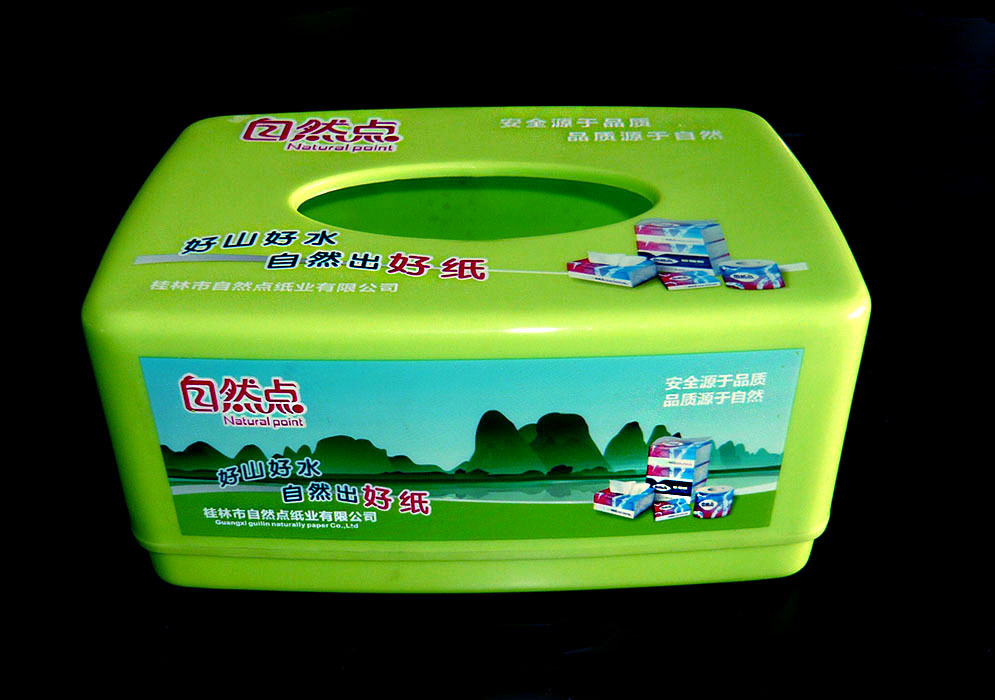 自然点
Natural point
安全源于品质
品质源于自然
好山好水
自然出好纸
桂林市自然点纸业有限公司
自然点
Natural point
安全源于品质
品质源于自然
好山好水
自然出好纸
桂林市自然点纸业有限公司
Guangxi guilin naturally paper Co.,Ltd